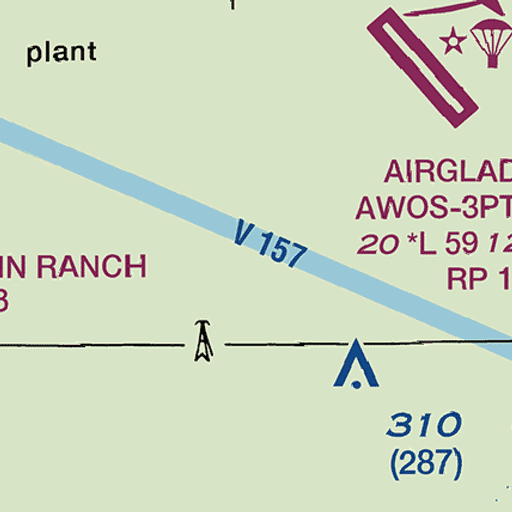 plant
AIRGLAD
AWOS-3PT
20 *L 59 12
RP 1
V 157
IN RANCH
3
310
(287)